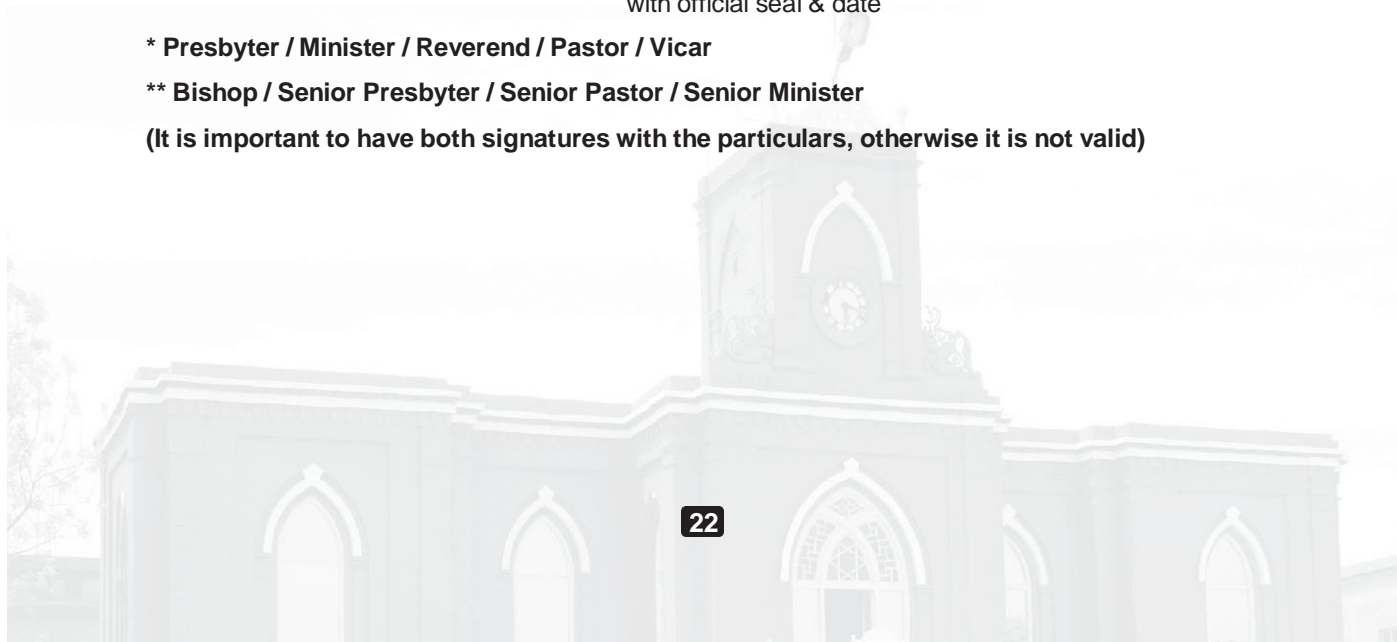 with official seal & date
* Presbyter / Minister / Reverend / Pastor / Vicar
** Bishop / Senior Presbyter / Senior Pastor / Senior Minister
(It is important to have both signatures with the particulars, otherwise it is not valid)
22